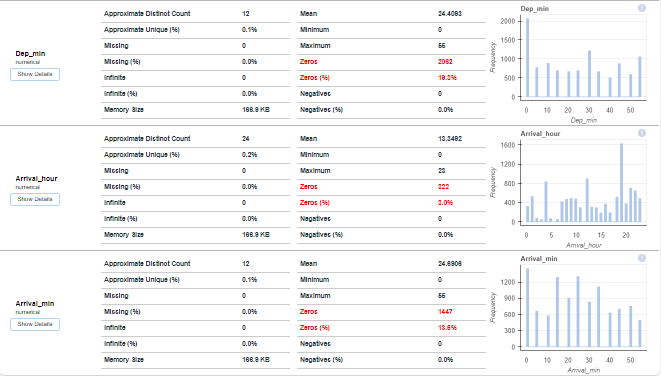 Approximate Distinct Count 12 Mean 24.4093 Dep_min
Approximate Unique (%) 0.1% Minimum 0
Missing 0 Maximum 55
Dep_min
numerical
Show Details
Missing (%) 0.0% Zeros 2062
Infinite 0 Zeros (%) 19.3%
Infinite (%) 0.0% Negatives 0
Memory Size 166.9 KB Negatives (%) 0.0%
Frequency
2000
1500
1000
500
0
0 10 20 30 40 50
Dep_min
Approximate Distinct Count 24 Mean 13.3492 Arrival_hour
Approximate Unique (%) 0.2% Minimum 0
Missing 0 Maximum 23
Arrival_hour
numerical
Show Details
Missing (%) 0.0% Zeros 322
Infinite 0 Zeros (%) 3.0%
Infinite (%) 0.0% Negatives 0
Memory Size 166.9 KB Negatives (%) 0.0%
Frequency
1600
1200
800
400
0
0 5 10 15 20
Arrival_hour
Approximate Distinct Count 12 Mean 24.6906 Arrival_min
Approximate Unique (%) 0.1% Minimum 0
Missing 0 Maximum 55
Arrival_min
numerical
Show Details
Missing (%) 0.0% Zeros 1447
Infinite 0 Zeros (%) 13.6%
Infinite (%) 0.0% Negatives 0
Memory Size 166.9 KB Negatives (%) 0.0%
Frequency
1200
900
600
300
0
0 10 20 30 40 50
Arrival_min